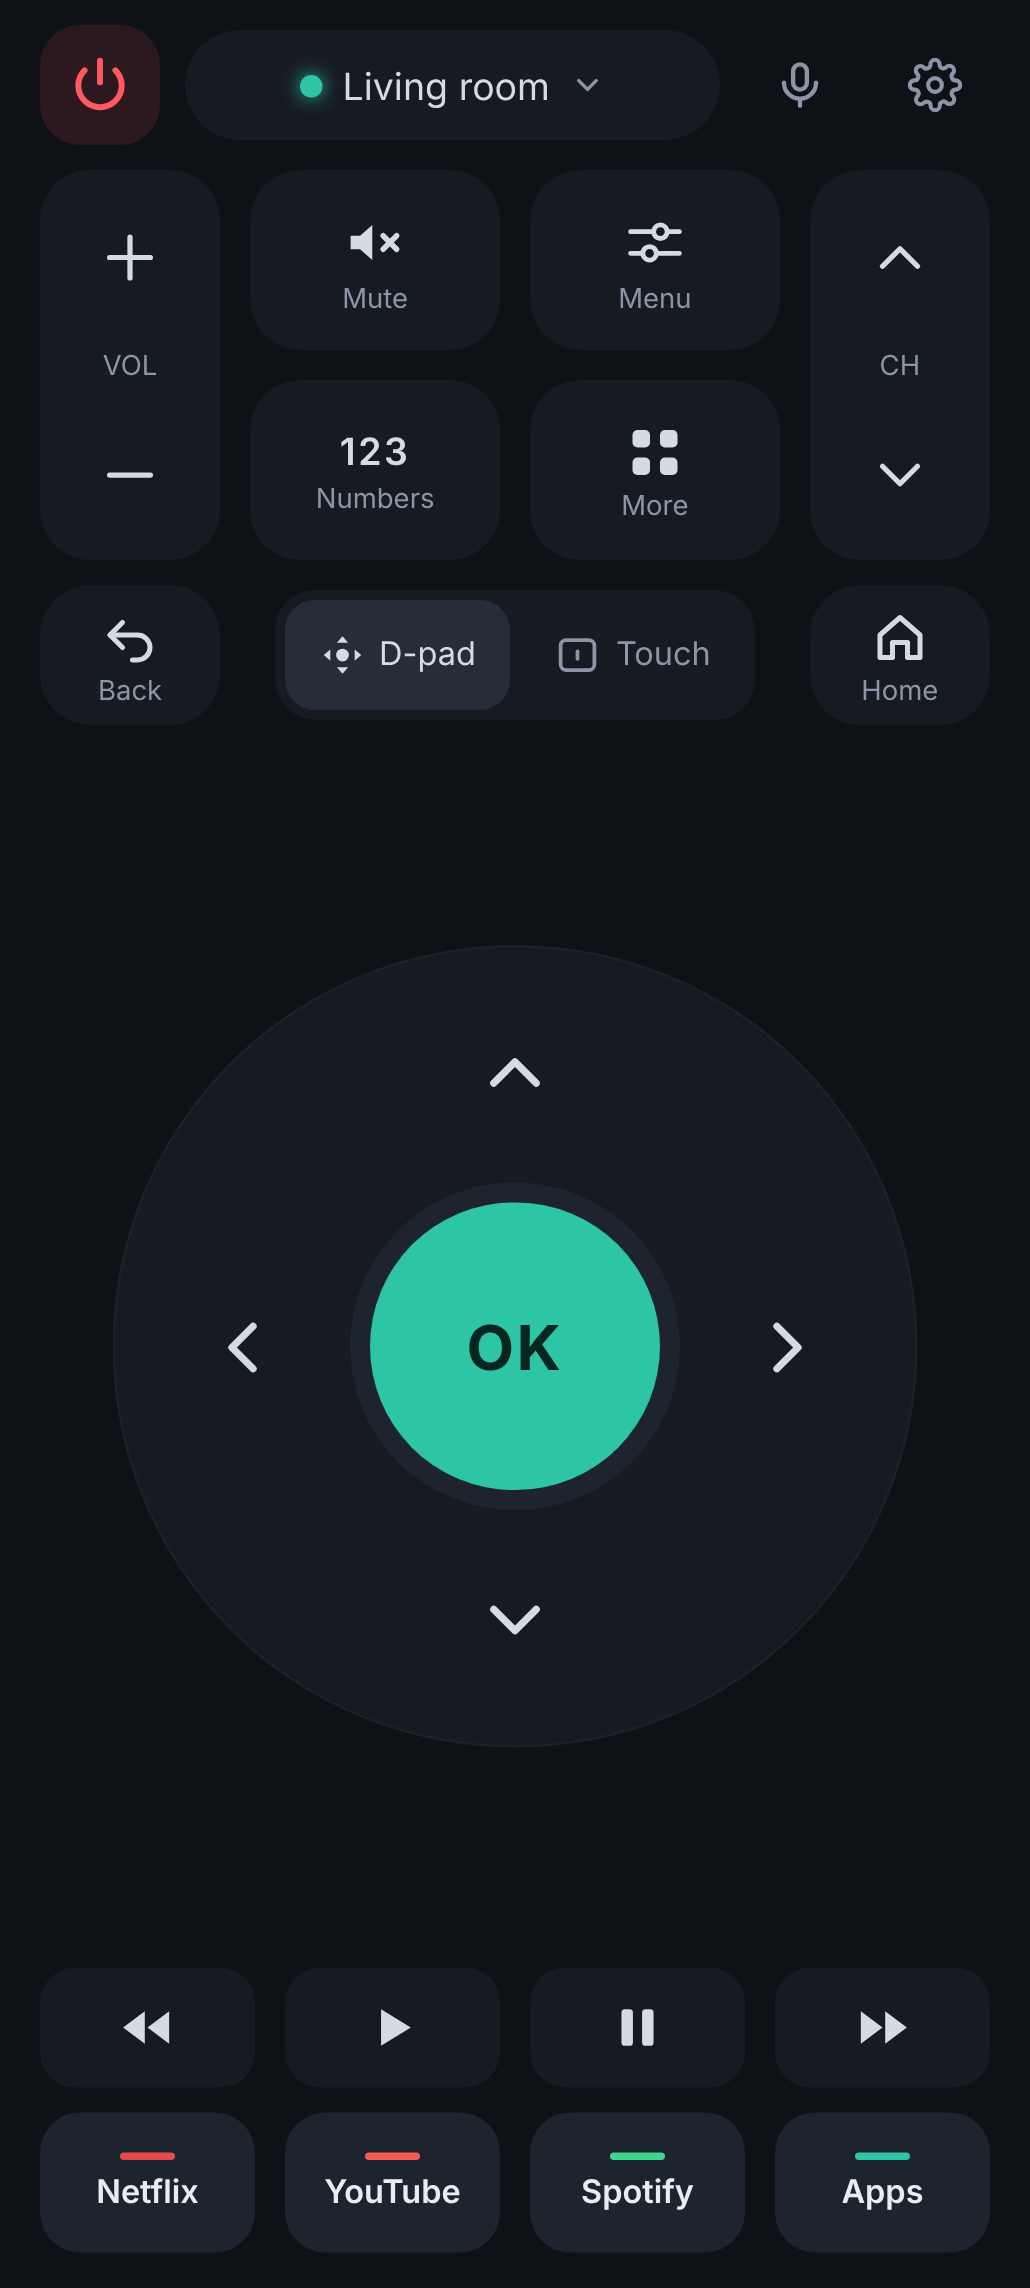 Living room
Mute
Menu
VOL
CH
123
Numbers
More
Back
D-pad
Touch
Home
OK
Netflix
YouTube
Spotify
Apps